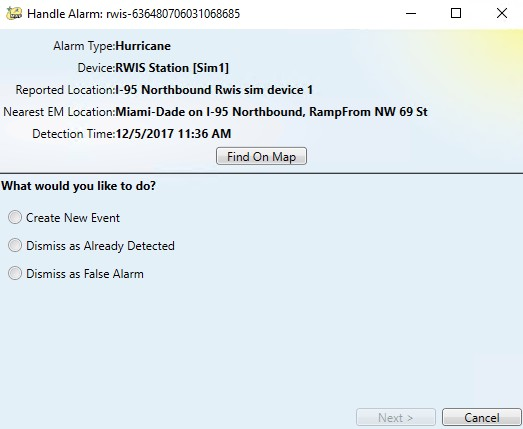 Handle Alarm: rwis-636480706031068685
Alarm Type:Hurricane
Device:RWIS Station [Sim1]
Reported Location:I-95 Northbound Rwis sim device 1
Nearest EM Location:Miami-Dade on I-95 Northbound, RampFrom NW 69 St
Detection Time:12/5/2017 11:36 AM
Find On Map
What would you like to do?
Create New Event
Dismiss as Already Detected
Dismiss as False Alarm
Next >
Cancel